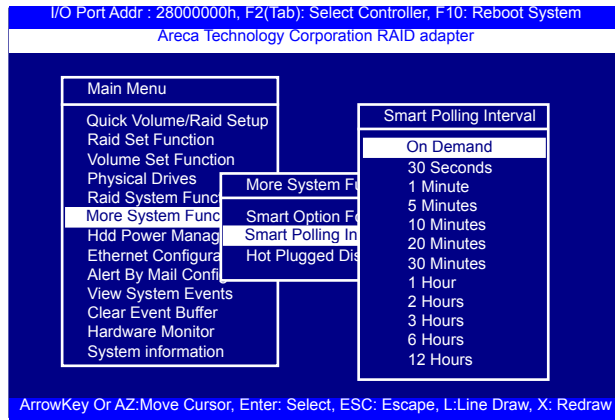 I/O Port Addr : 28000000h, F2(Tab): Select Controller, F10: Reboot System
Areca Technology Corporation RAID adapter
Main Menu
Quick Volume/Raid Setup
Raid Set Function
Volume Set Function
Physical Drives
Raid System Func
More System Func
Hdd Power Manag
Ethernet Configura
Alert By Mail Config
View System Events
Clear Event Buffer
Hardware Monitor
System information
More System Fu
Smart Option Fo
Smart Polling In
Hot Plugged Dis
Smart Polling Interval
On Demand
30 Seconds
1 Minute
5 Minutes
10 Minutes
20 Minutes
30 Minutes
1 Hour
2 Hours
3 Hours
6 Hours
12 Hours
ArrowKey Or AZ:Move Cursor, Enter: Select, ESC: Escape, L:Line Draw, X: Redraw